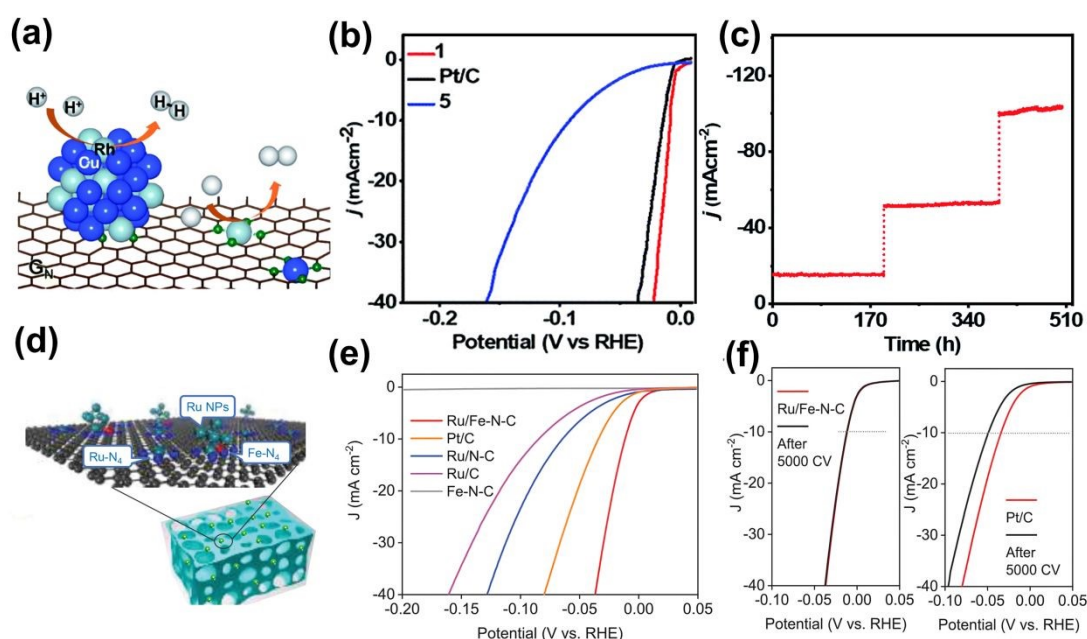 (a)
H⁺
H⁺
H-H
Rh
Cu
G_N
(b)
1
Pt/C
5
j (mAcm⁻²)
0
-10
-20
-30
-40
-0.2
-0.1
0.0
Potential (V vs RHE)
(c)
j (mAcm⁻²)
-120
-80
-40
0
0
170
340
510
Time (h)
(d)
Ru NPs
Ru-N₄
Fe-N₄
(e)
J (mA cm⁻²)
0
-10
-20
-30
-40
Ru/Fe-N-C
Pt/C
Ru/N-C
Ru/C
Fe-N-C
-0.20
-0.15
-0.10
-0.05
0.00
0.05
Potential (V vs. RHE)
(f)
J (mA cm⁻²)
0
-10
-20
-30
-40
Ru/Fe-N-C
After
5000 CV
-0.10
-0.05
0.00
0.05
J (mA cm⁻²)
0
-10
-20
-30
-40
Pt/C
After
5000 CV
-0.10
-0.05
0.00
0.05
Potential (V vs. RHE)